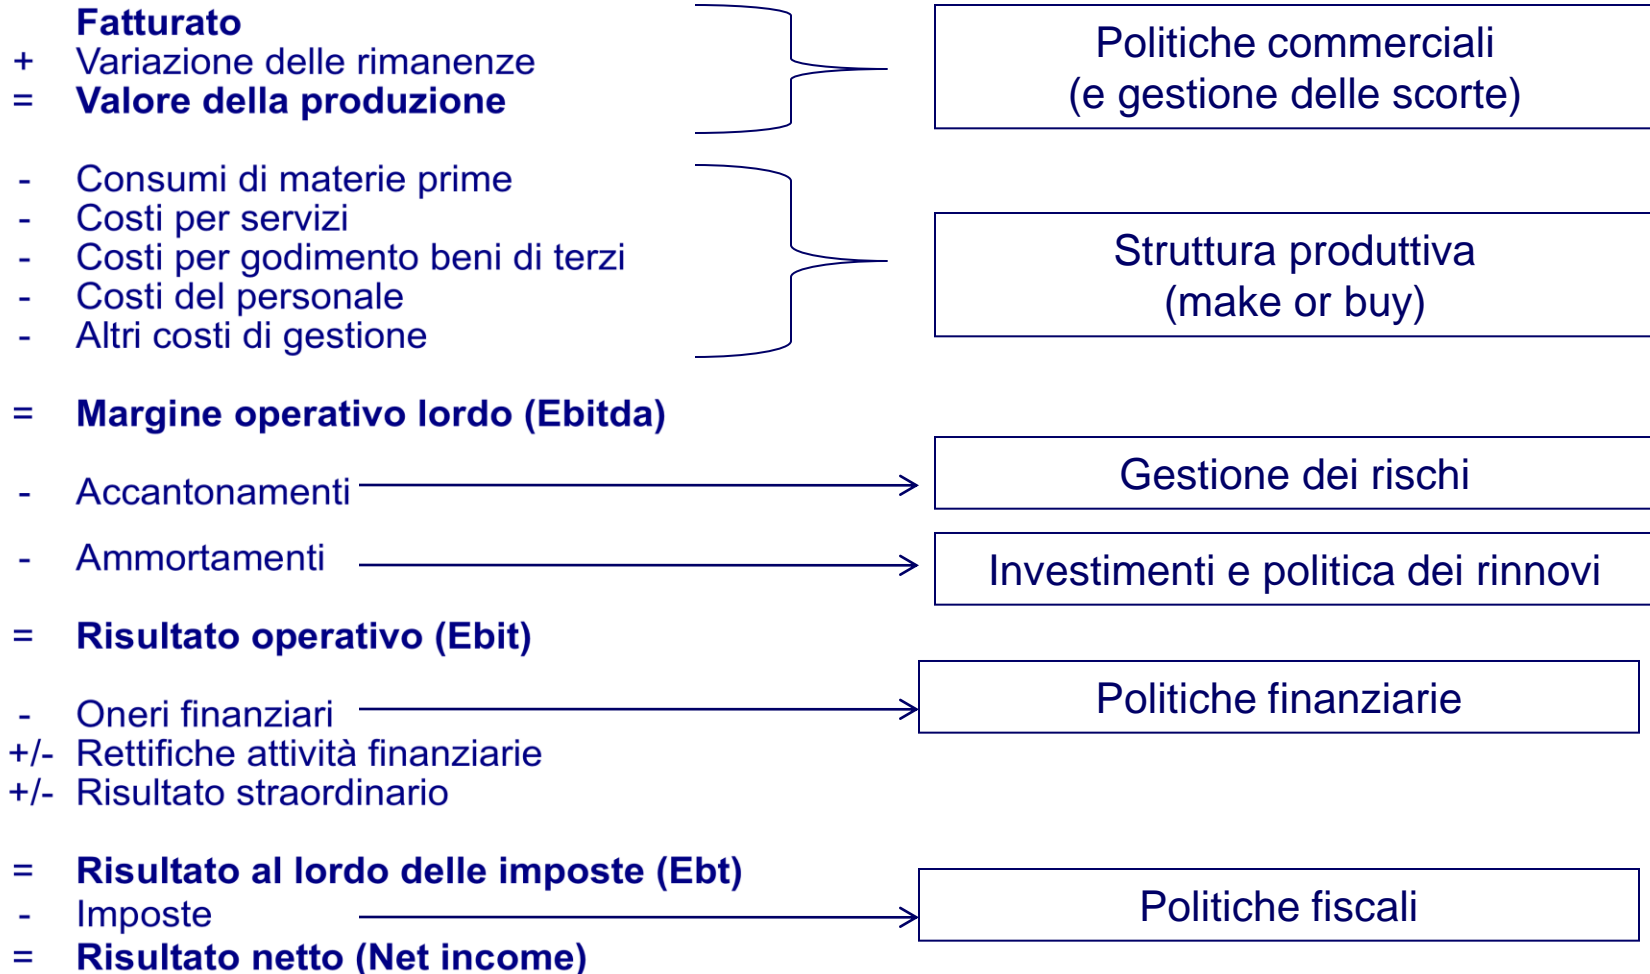 Fatturato
+ Variazione delle rimanenze
= Valore della produzione
Politiche commerciali
(e gestione delle scorte)
- Consumi di materie prime
- Costi per servizi
- Costi per godimento beni di terzi
- Costi del personale
- Altri costi di gestione
Struttura produttiva
(make or buy)
= Margine operativo lordo (Ebitda)
- Accantonamenti
Gestione dei rischi
- Ammortamenti
Investimenti e politica dei rinnovi
= Risultato operativo (Ebit)
- Oneri finanziari
Politiche finanziarie
+/- Rettifiche attività finanziarie
+/- Risultato straordinario
= Risultato al lordo delle imposte (Ebt)
- Imposte
Politiche fiscali
= Risultato netto (Net income)